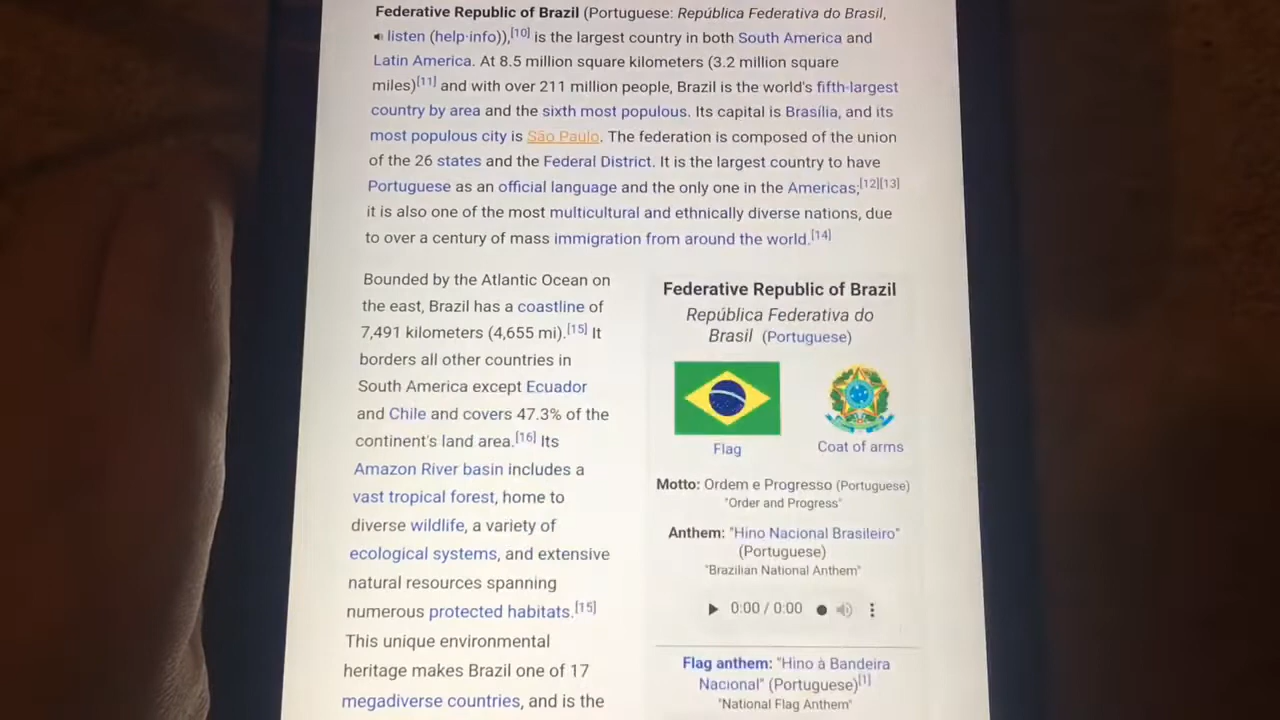 Federative Republic of Brazil (Portuguese: República Federativa do Brasil,
listen (help·info)),[10] is the largest country in both South America and
Latin America. At 8.5 million square kilometers (3.2 million square
miles)[11] and with over 211 million people, Brazil is the world's fifth-largest
country by area and the sixth most populous. Its capital is Brasília, and its
most populous city is São Paulo. The federation is composed of the union
of the 26 states and the Federal District. It is the largest country to have
Portuguese as an official language and the only one in the Americas;[12][13]
it is also one of the most multicultural and ethnically diverse nations, due
to over a century of mass immigration from around the world.[14]
Bounded by the Atlantic Ocean on
the east, Brazil has a coastline of
7,491 kilometers (4,655 mi).[15] It
borders all other countries in
South America except Ecuador
and Chile and covers 47.3% of the
continent's land area.[16] Its
Amazon River basin includes a
vast tropical forest, home to
diverse wildlife, a variety of
ecological systems, and extensive
natural resources spanning
numerous protected habitats.[15]
This unique environmental
heritage makes Brazil one of 17
megadiverse countries, and is the
Federative Republic of Brazil
República Federativa do
Brasil (Portuguese)
Flag
Coat of arms
Motto: Ordem e Progresso (Portuguese)
"Order and Progress"
Anthem: "Hino Nacional Brasileiro"
(Portuguese)
"Brazilian National Anthem"
0:00 / 0:00
Flag anthem: "Hino à Bandeira
Nacional" (Portuguese)[1]
"National Flag Anthem"